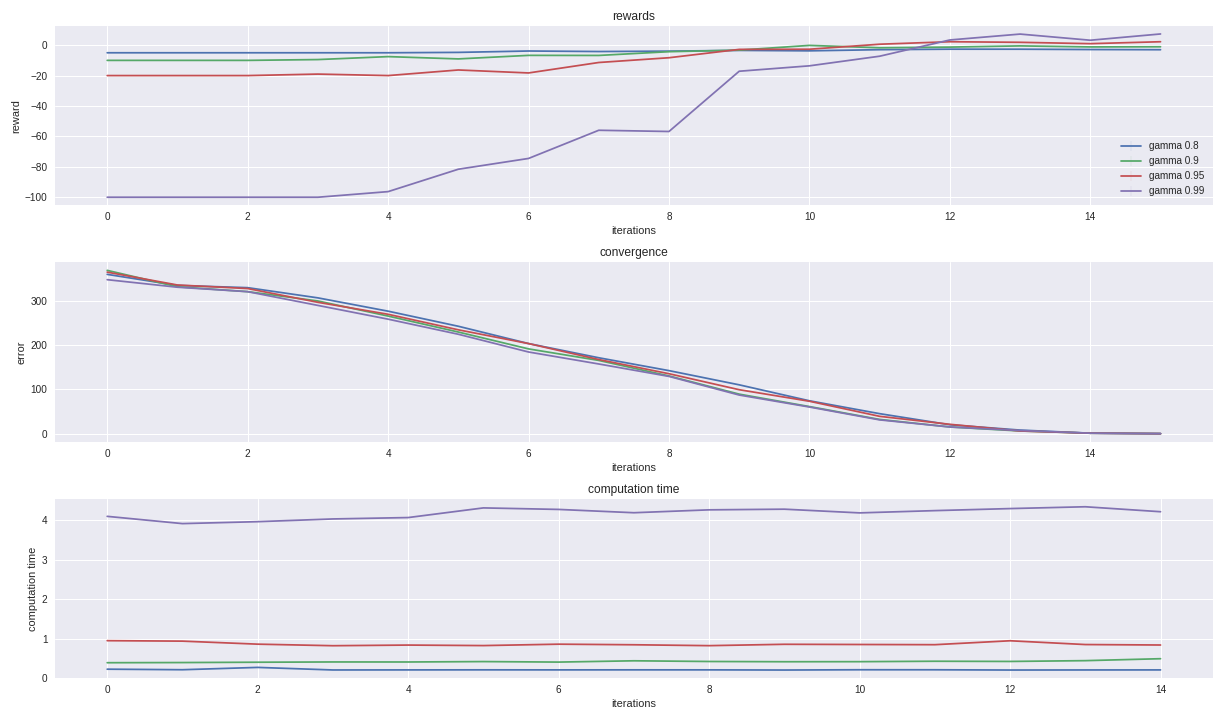 rewards
0
−20
−40
−60
−80
−100
reward
gamma 0.8
gamma 0.9
gamma 0.95
gamma 0.99
0 2 4 6 8 10 12 14
iterations
convergence
300
200
100
0
error
0 2 4 6 8 10 12 14
iterations
computation time
4
3
2
1
0
computation time
0 2 4 6 8 10 12 14
iterations